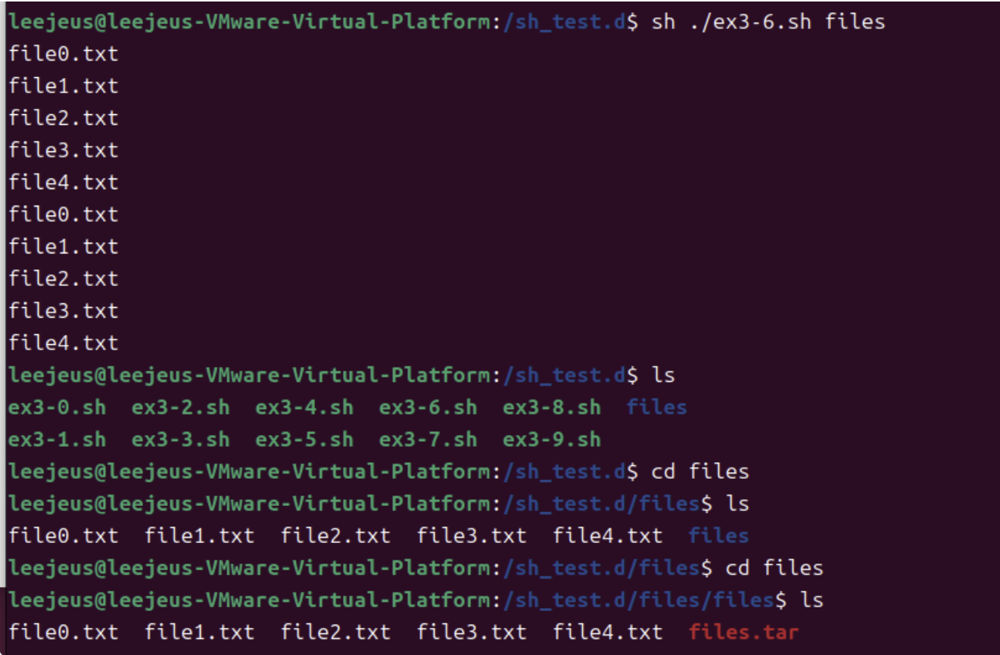 leejeus@leejeus-VMware-Virtual-Platform:/sh_test.d$ sh ./ex3-6.sh files
file0.txt
file1.txt
file2.txt
file3.txt
file4.txt
file0.txt
file1.txt
file2.txt
file3.txt
file4.txt
leejeus@leejeus-VMware-Virtual-Platform:/sh_test.d$ ls
ex3-0.sh  ex3-2.sh  ex3-4.sh  ex3-6.sh  ex3-8.sh  files
ex3-1.sh  ex3-3.sh  ex3-5.sh  ex3-7.sh  ex3-9.sh
leejeus@leejeus-VMware-Virtual-Platform:/sh_test.d$ cd files
leejeus@leejeus-VMware-Virtual-Platform:/sh_test.d/files$ ls
file0.txt  file1.txt  file2.txt  file3.txt  file4.txt  files
leejeus@leejeus-VMware-Virtual-Platform:/sh_test.d/files$ cd files
leejeus@leejeus-VMware-Virtual-Platform:/sh_test.d/files/files$ ls
file0.txt  file1.txt  file2.txt  file3.txt  file4.txt  files.tar